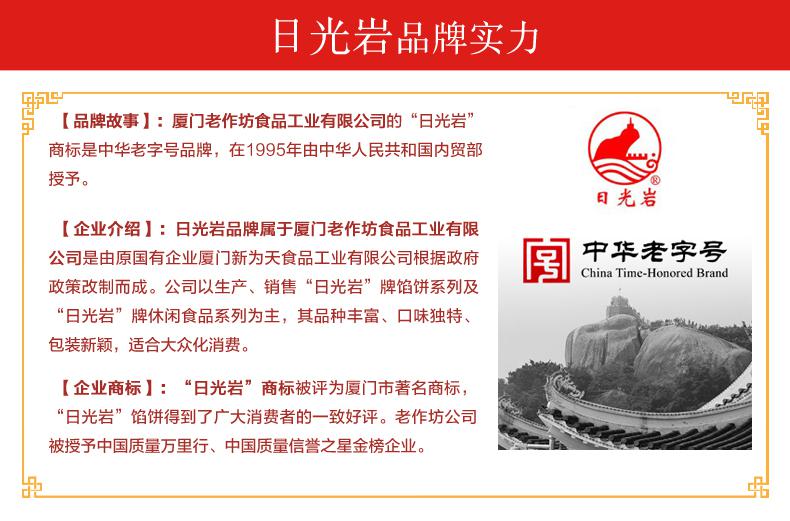 日光岩品牌实力
【品牌故事】：厦门老作坊食品工业有限公司的“日光岩”
商标是中华老字号品牌，在1995年由中华人民共和国内贸部
授予。
【企业介绍】：日光岩品牌属于厦门老作坊食品工业有限
公司是由原国有企业厦门新为天食品工业有限公司根据政府
政策改制而成。公司以生产、销售“日光岩”牌馅饼系列及
“日光岩”牌休闲食品系列为主，其品种丰富、口味独特、
包装新颖，适合大众化消费。
【企业商标】：“日光岩”商标被评为厦门市著名商标，
“日光岩”馅饼得到了广大消费者的一致好评。老作坊公司
被授予中国质量万里行、中国质量信誉之星金榜企业。
®
日光岩
中华老字号
China Time-Honored Brand